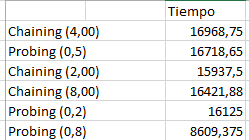 Tiempo
Chaining (4,00) 16968,75
Probing (0,5) 16718,65
Chaining (2,00) 15937,5
Chaining (8,00) 16421,88
Probing (0,2) 16125
Probing (0,8) 8609,375